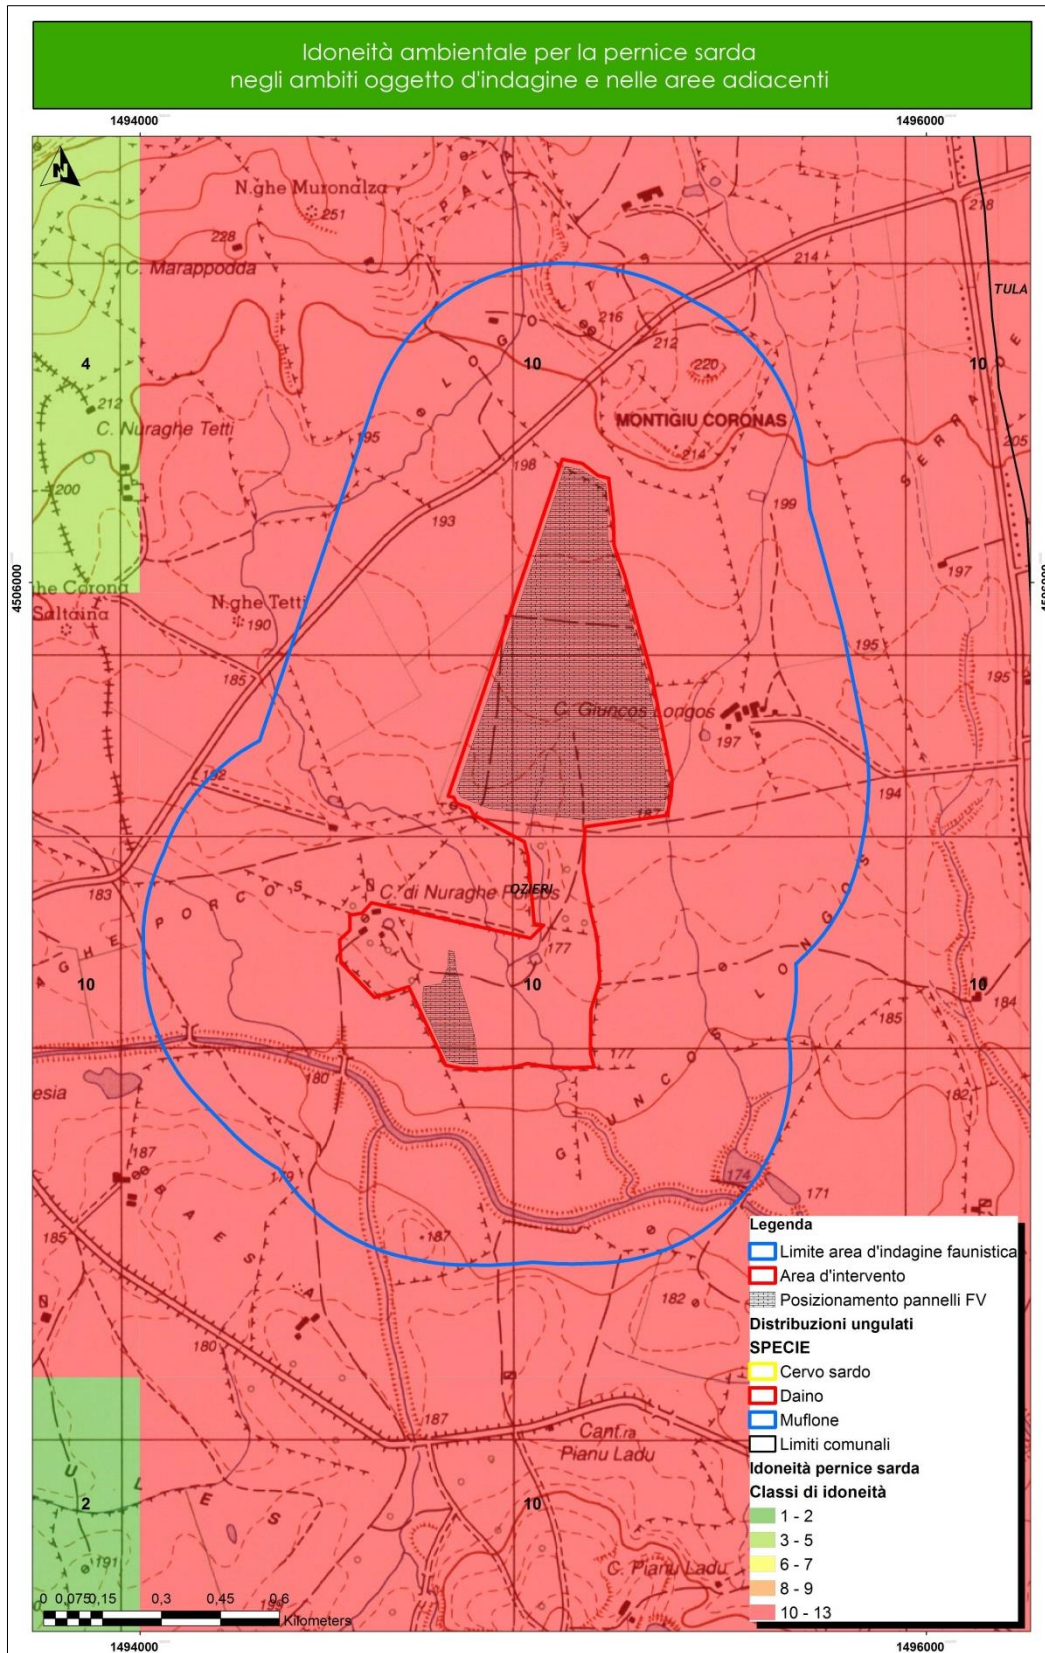 Idoneità ambientale per la pernice sarda
negli ambiti oggetto d'indagine e nelle aree adiacenti
1494000 1496000
N
N.ghe Muronalza
251
228
C. Marappodda
218
214
TULA
216
212
4
10
10
220
212
C. Nuraghe Tetti
MONTIGIU CORONAS
195
214
205
198
200
193
199
4506000
197
he Corona
Saltaina
N.ghe Tetti
190
195
185
195
C. Giuncos Longos
197
192
194
187
183
C. di Nuraghe Porcos
OZIERI
177
10
10
10
184
185
177
180
182
esia
187
174
171
179
185
187
182
180
187
Cant.ra
Pianu Ladu
2
10
191
C. Pianu Ladu
Legenda
Limite area d'indagine faunistica
Area d'intervento
Posizionamento pannelli FV
Distribuzioni ungulati
SPECIE
Cervo sardo
Daino
Muflone
Limiti comunali
Idoneità pernice sarda
Classi di idoneità
1 - 2
3 - 5
6 - 7
8 - 9
10 - 13
0 0,075 0,15 0,3 0,45 0,6
Kilometers
1494000 1496000